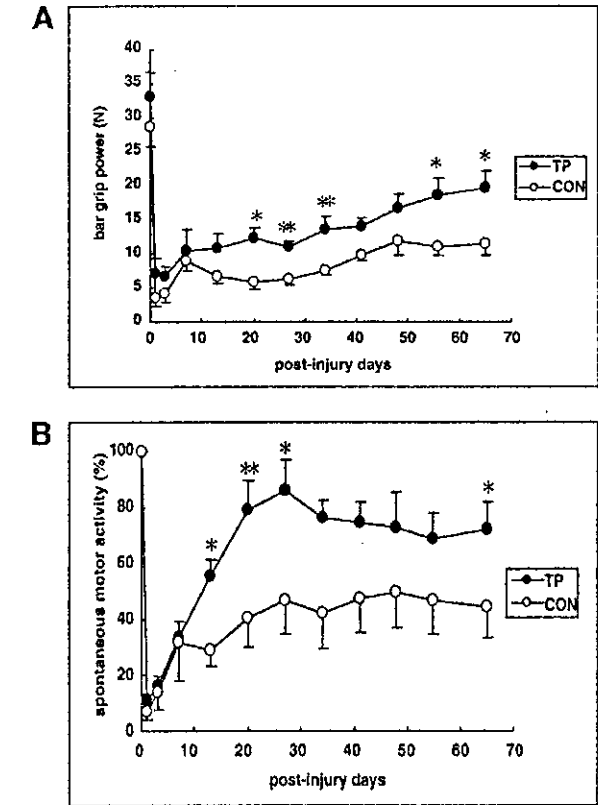 A
bar grip power (N)
40
35
30
25
20
15
10
5
0
* ** ** * *
TP
CON
0 10 20 30 40 50 60 70
post-injury days
B
spontaneous motor activity (%)
100
80
60
40
20
0
* ** * *
TP
CON
0 10 20 30 40 50 60 70
post-injury days